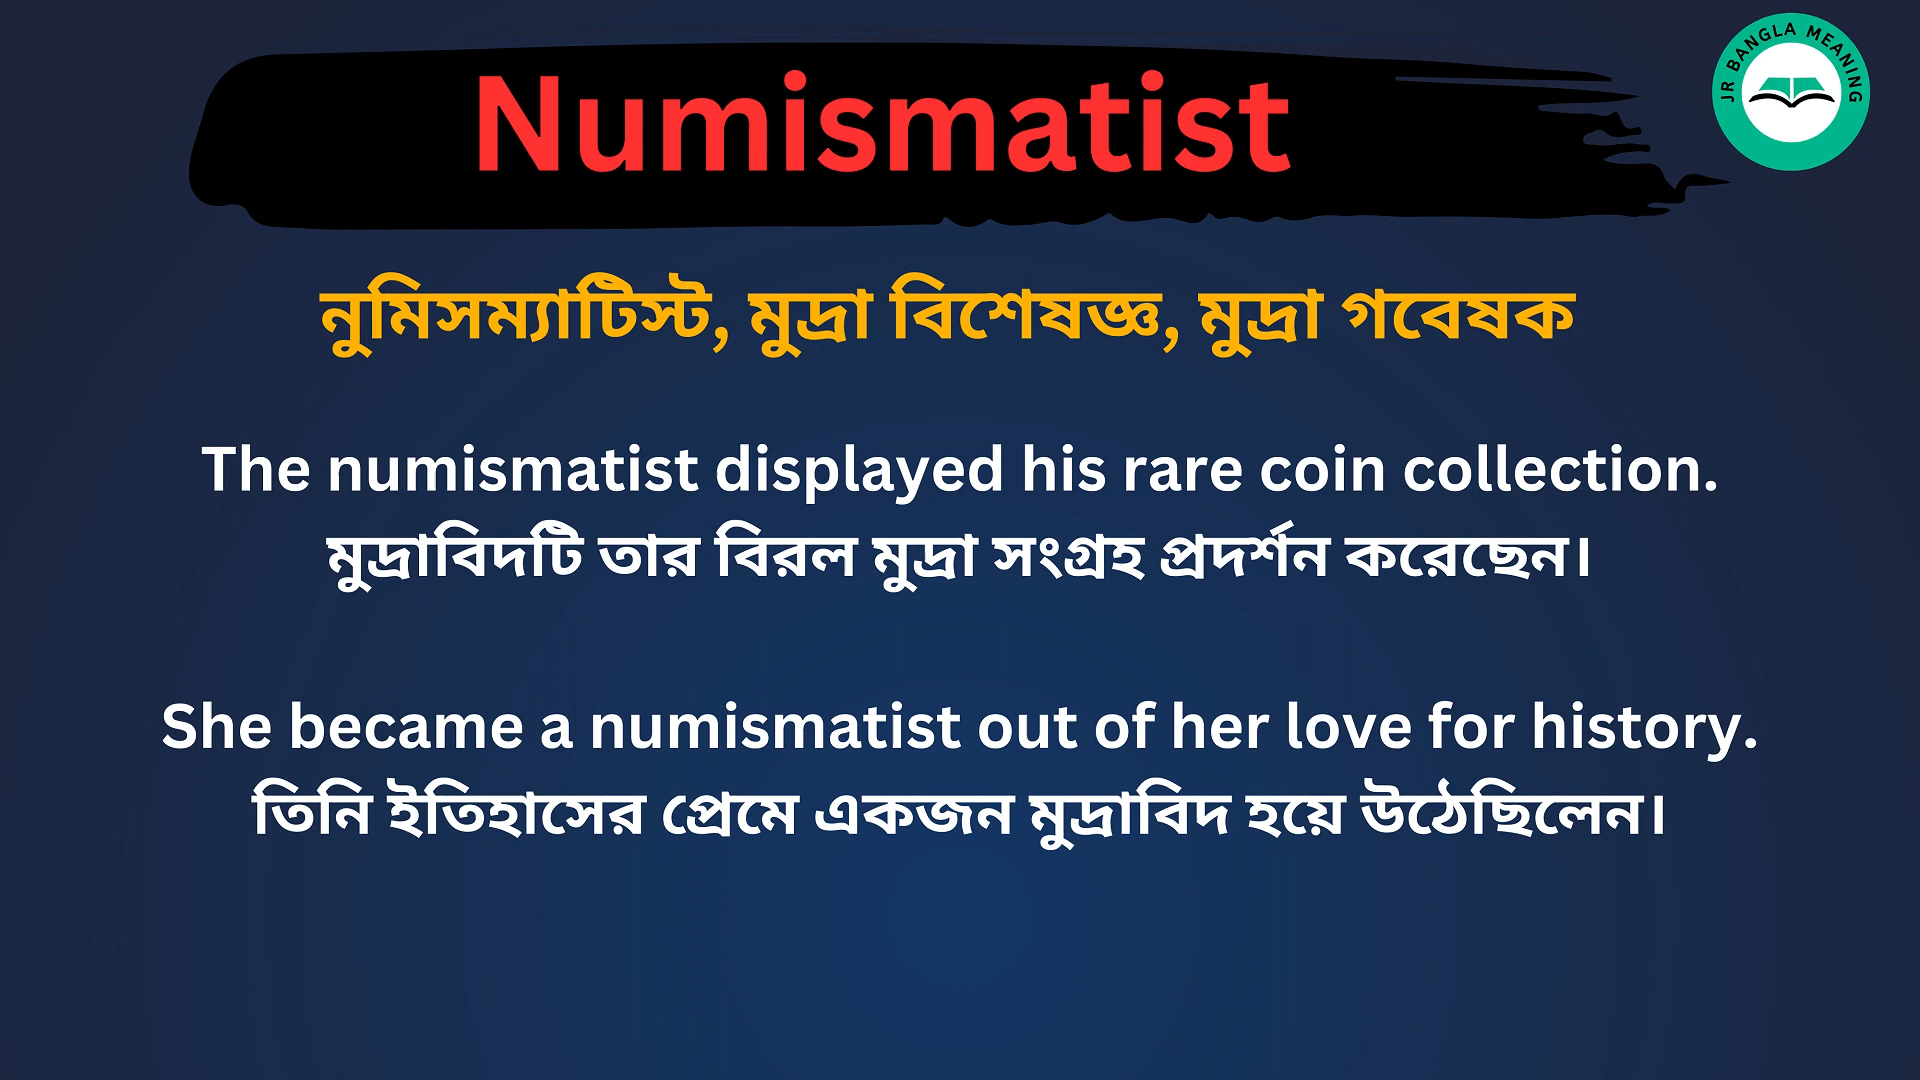 Numismatist
JR BANGLA MEANING
নুমিসম্যাটিস্ট, মুদ্রা বিশেষজ্ঞ, মুদ্রা গবেষক
The numismatist displayed his rare coin collection.
মুদ্রাবিদটি তার বিরল মুদ্রা সংগ্রহ প্রদর্শন করেছেন।
She became a numismatist out of her love for history.
তিনি ইতিহাসের প্রেমে একজন মুদ্রাবিদ হয়ে উঠেছিলেন।